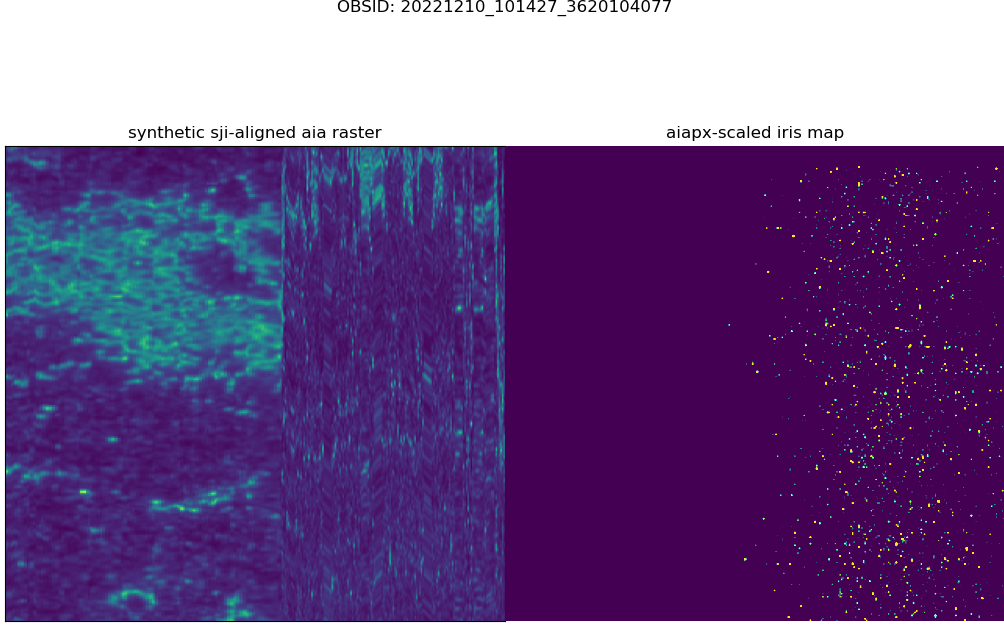 OBSID: 20221210_101427_3620104077
synthetic sji-aligned aia raster
aiapx-scaled iris map